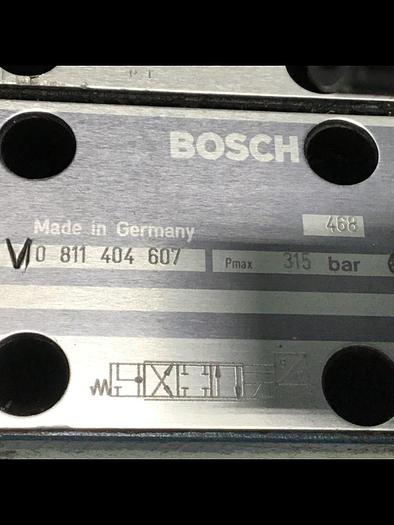 BOSCH
Made in Germany 468
V 0 811 404 607 Pmax 315 bar